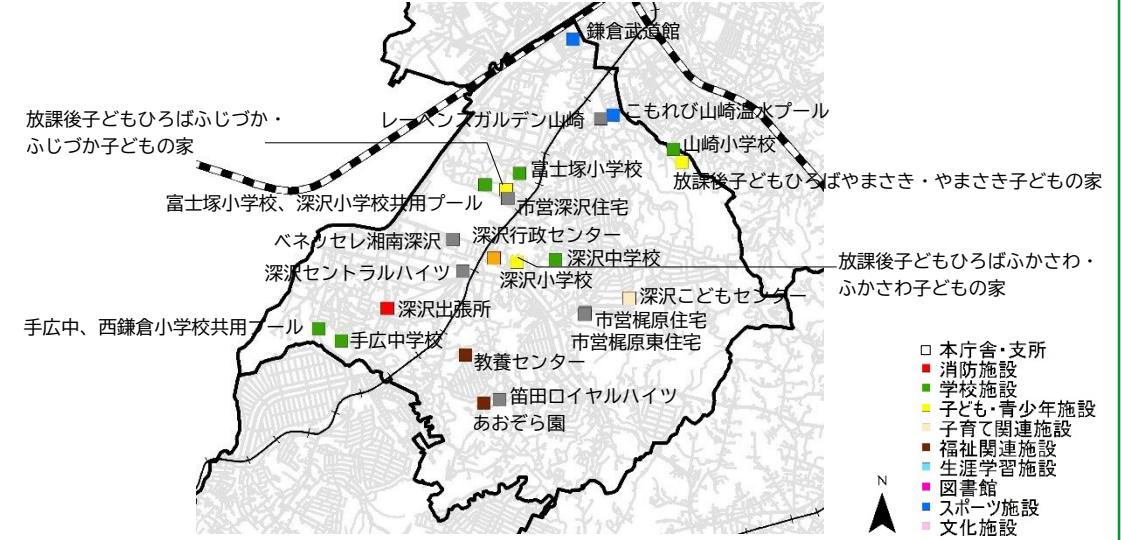 鎌倉武道館
レーベンスガルデン山崎
こもれび山崎温水プール
放課後子どもひろばふじづか・
ふじづか子どもの家
山崎小学校
富士塚小学校
放課後子どもひろばやまさき・やまさき子どもの家
富士塚小学校、深沢小学校共用プール
市営深沢住宅
ベネッセレ湘南深沢
深沢行政センター
深沢中学校
放課後子どもひろばふかさわ・
ふかさわ子どもの家
深沢セントラルハイツ
深沢小学校
深沢こどもセンター
深沢出張所
市営梶原住宅
手広中、西鎌倉小学校共用プール
手広中学校
市営梶原東住宅
教養センター
笛田ロイヤルハイツ
あおぞら園
N
本庁舎・支所
消防施設
学校施設
子ども・青少年施設
子育て関連施設
福祉関連施設
生涯学習施設
図書館
スポーツ施設
文化施設